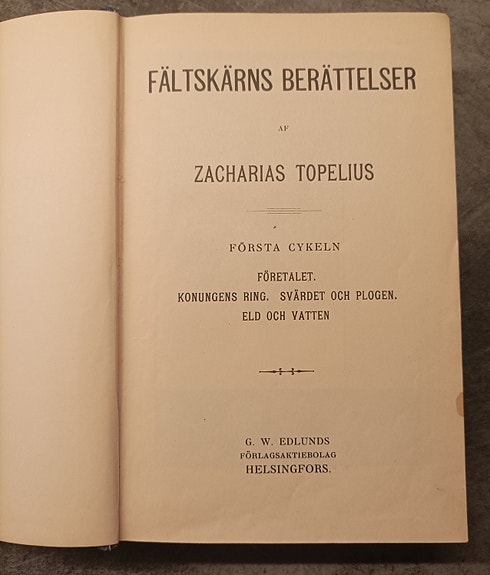 FÄLTSKÄRNS BERÄTTELSER
AF
ZACHARIAS TOPELIUS
FÖRSTA CYKELN
FÖRETALET.
KONUNGENS RING. SVÄRDET OCH PLOGEN.
ELD OCH VATTEN
G. W. EDLUNDS
FÖRLAGSAKTIEBOLAG
HELSINGFORS.